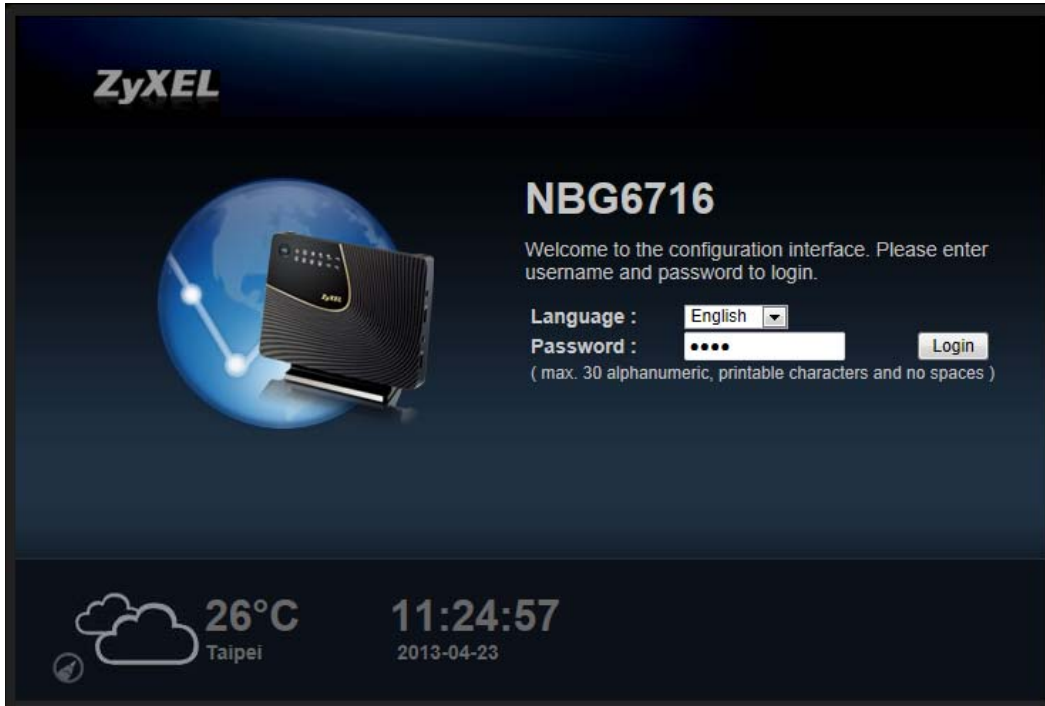 ZyXEL
NBG6716
Welcome to the configuration interface. Please enter
username and password to login.
Language : English
Password : •••• Login
( max. 30 alphanumeric, printable characters and no spaces )
ZyXEL
26°C
Taipei
11:24:57
2013-04-23